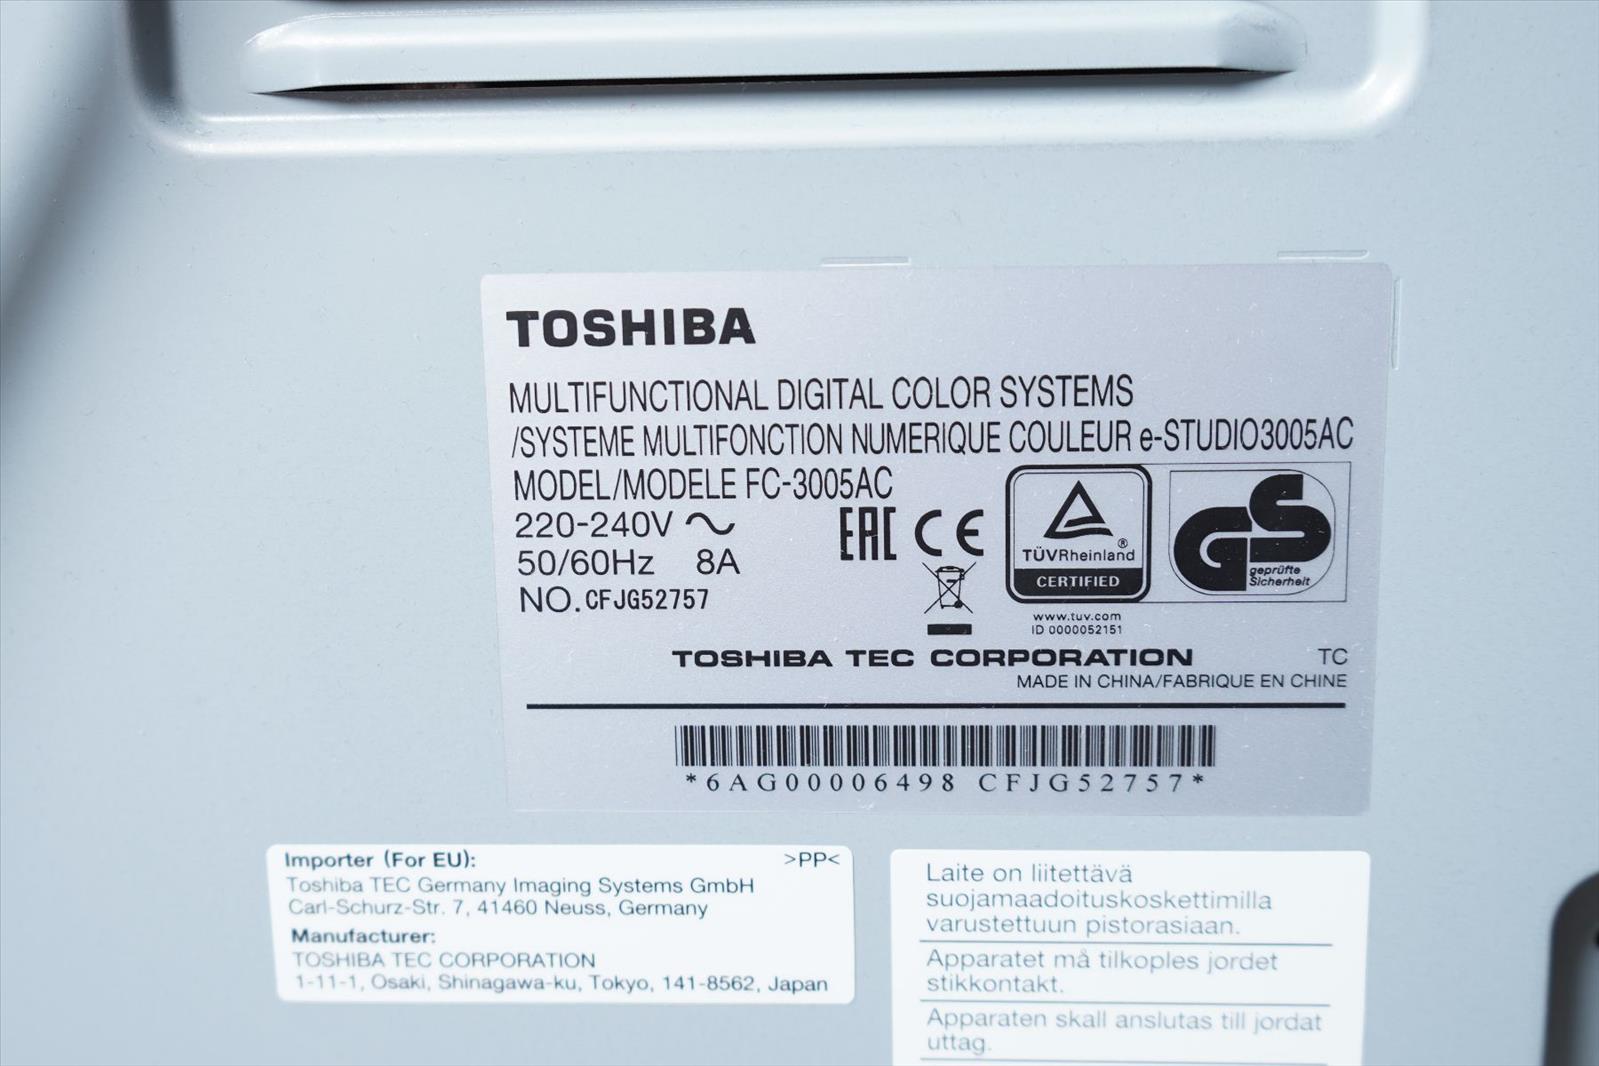 TOSHIBA
MULTIFUNCTIONAL DIGITAL COLOR SYSTEMS
/SYSTEME MULTIFONCTION NUMERIQUE COULEUR e-STUDIO3005AC
MODEL/MODELE FC-3005AC
220-240V
50/60Hz 8A
NO. CFJG52757
EAC CE
TÜVRheinland®
CERTIFIED
www.tuv.com
ID 0000052151
GS
geprüfte
Sicherheit
TOSHIBA TEC CORPORATION TC
MADE IN CHINA/FABRIQUE EN CHINE
*6AG00006498 CFJG52757*
Importer (For EU): >PP<
Toshiba TEC Germany Imaging Systems GmbH
Carl-Schurz-Str. 7, 41460 Neuss, Germany
Manufacturer:
TOSHIBA TEC CORPORATION
1-11-1, Osaki, Shinagawa-ku, Tokyo, 141-8562, Japan
Laite on liitettävä
suojamaadoituskoskettimilla
varustettuun pistorasiaan.
Apparatet må tilkoples jordet
stikkontakt.
Apparaten skall anslutas till jordat
uttag.